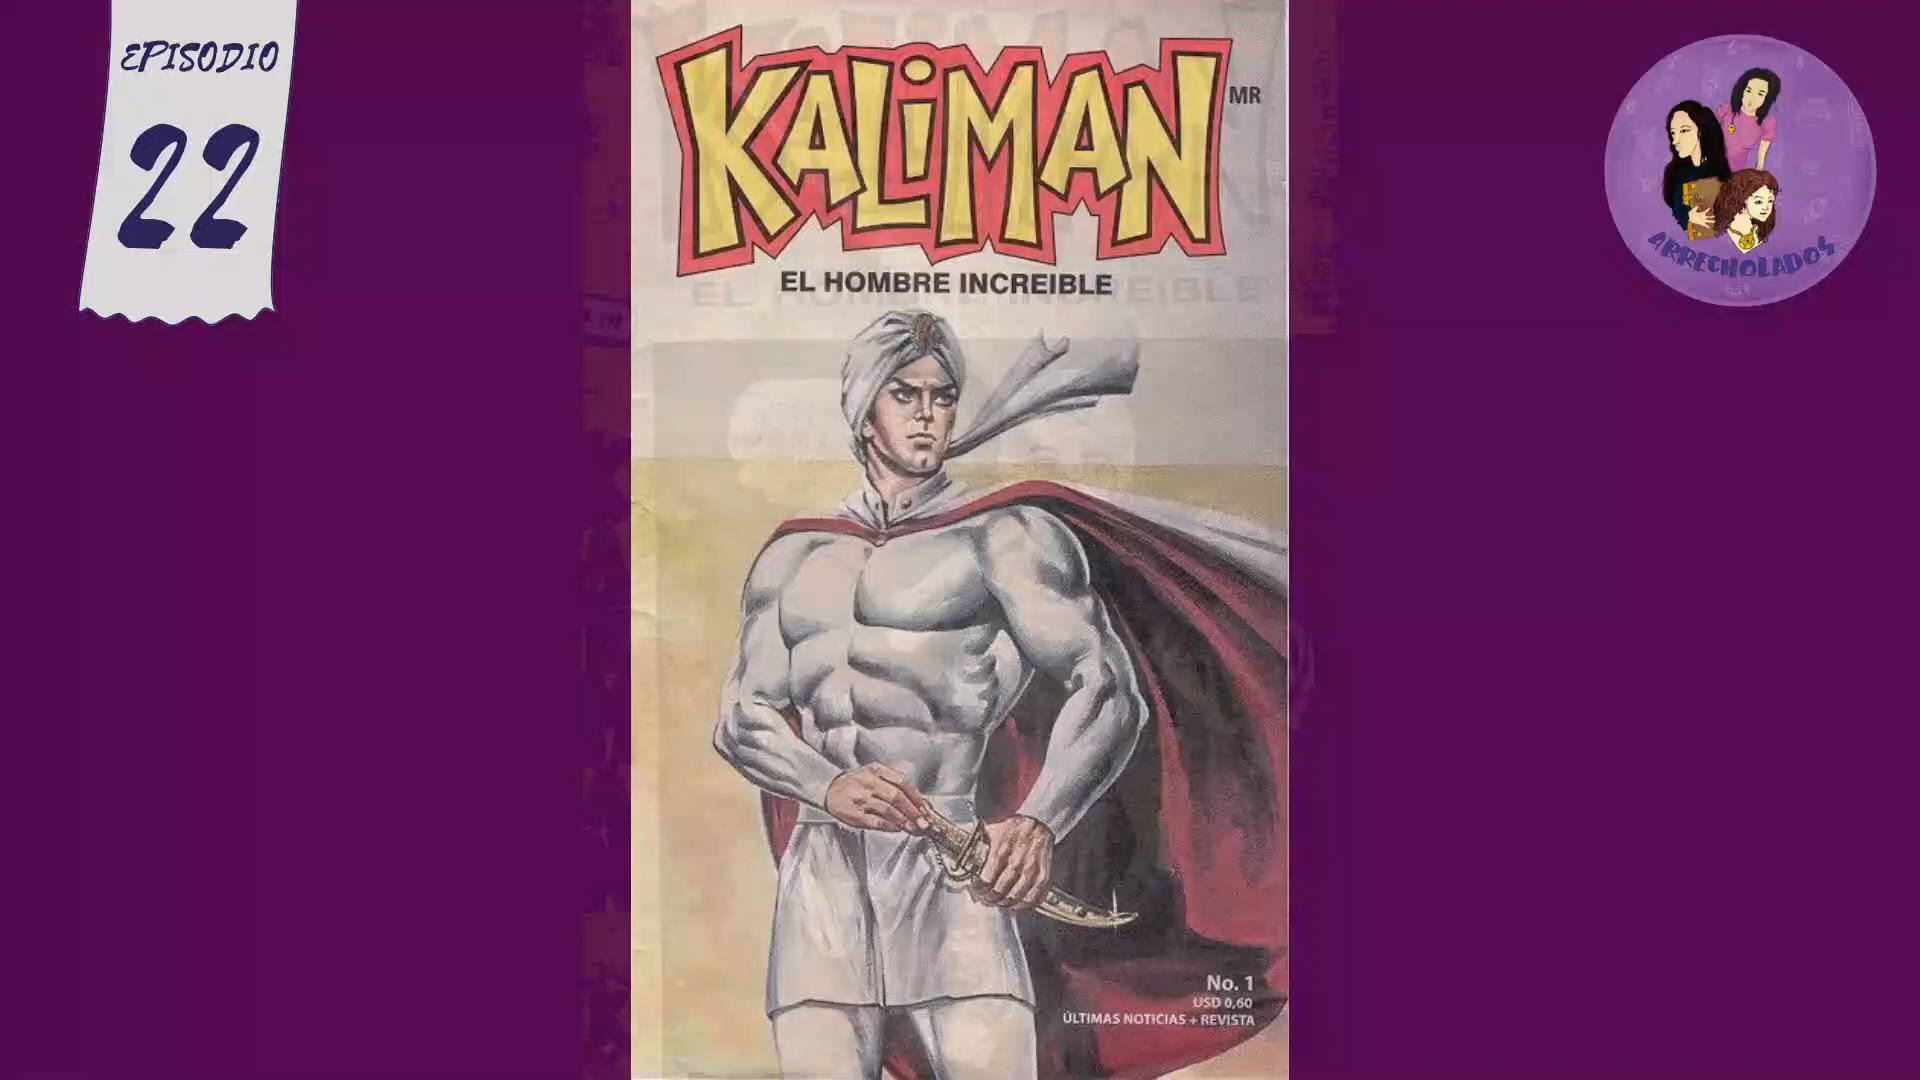 EPISODIO
22
KALiMAN
MR
EL HOMBRE INCREIBLE
ARRECHOLADOS
No. 1
USD 0,60
ÚLTIMAS NOTICIAS + REVISTA